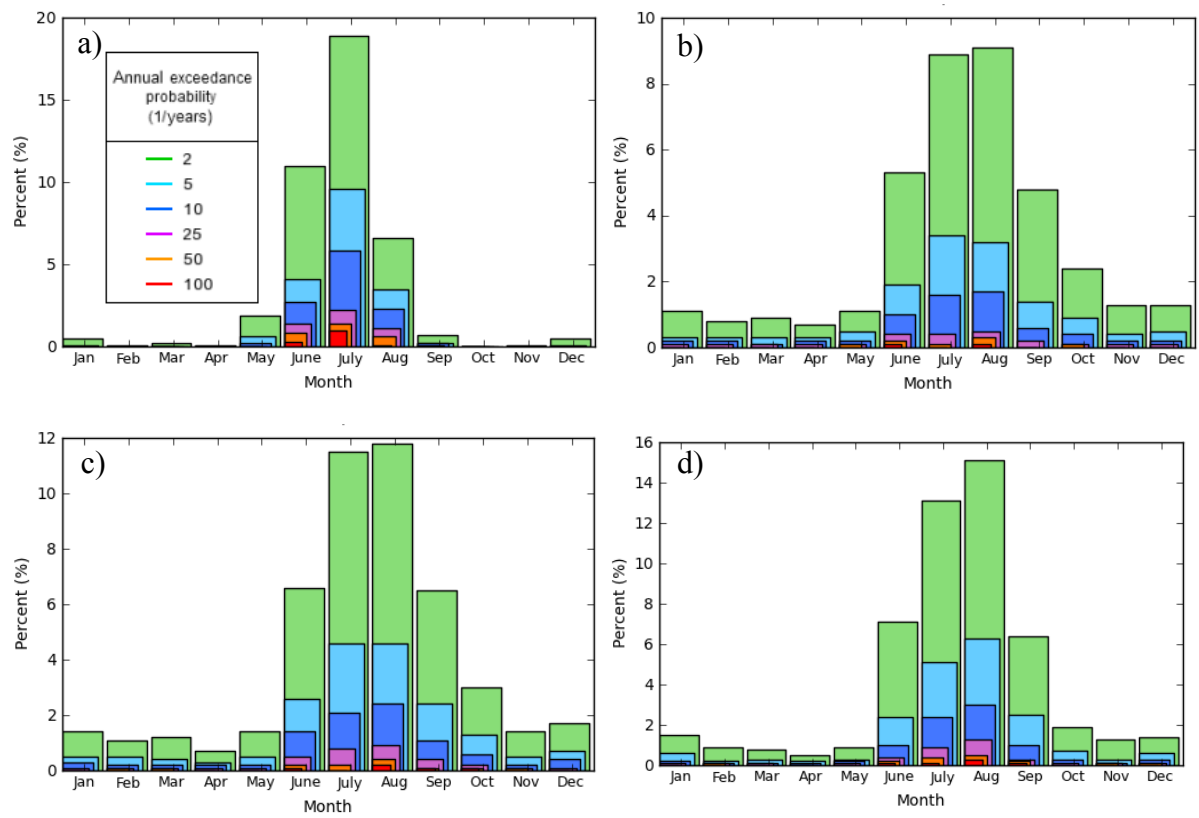 a)
Annual exceedance
probability
(1/years)
2
5
10
25
50
100
20
15
10
5
0
Percent (%)
Jan Feb Mar Apr May June July Aug Sep Oct Nov Dec
Month
b)
10
8
6
4
2
0
Percent (%)
Jan Feb Mar Apr May June July Aug Sep Oct Nov Dec
Month
c)
12
10
8
6
4
2
0
Percent (%)
Jan Feb Mar Apr May June July Aug Sep Oct Nov Dec
Month
d)
16
14
12
10
8
6
4
2
0
Percent (%)
Jan Feb Mar Apr May June July Aug Sep Oct Nov Dec
Month